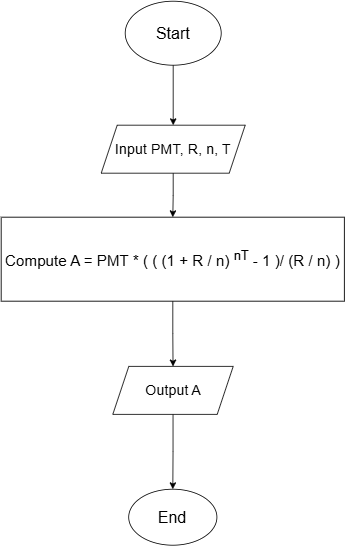 Start
Input PMT, R, n, T
Compute A = PMT * ( ( (1 + R / n) nT - 1 )/ (R / n) )
Output A
End